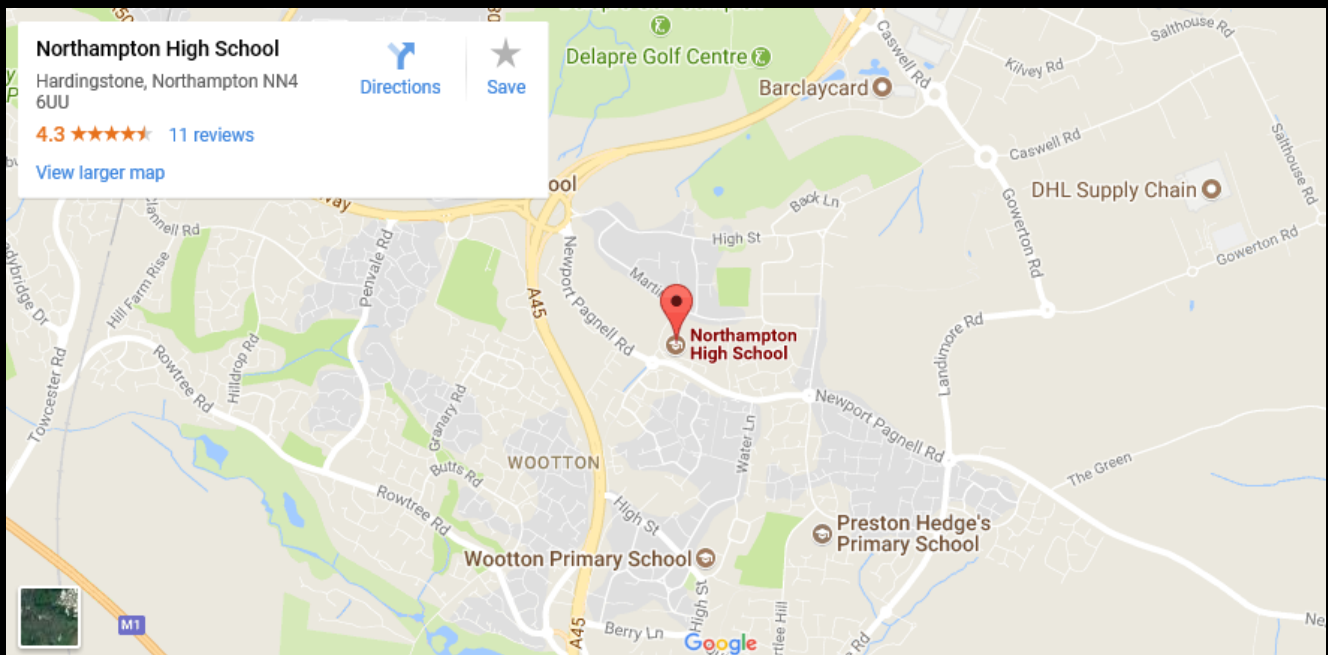 Northampton High School
Hardingstone, Northampton NN4
6UU
4.3
11 reviews
View larger map
Directions
Save
Delapre Golf Centre
Barclaycard
Caswell Rd
Kilvey Rd
Salthouse Rd
Salthouse Rd
Caswell Rd
DHL Supply Chain
Gowerton Rd
Gowerton Rd
Back Ln
High St
Newport Pagnell Rd
Northampton
High School
Landimore Rd
Penvale Rd
Hill Farm Rise
A45
Towcester Rd
Rowtree Rd
Hilldrop Rd
Granary Rd
Water Ln
Newport Pagnell Rd
WOOTTON
Butts Rd
The Green
Rowtree Rd
High St
Preston Hedge's
Primary School
Wootton Primary School
M1
A45
Berry Ln
High St
Google